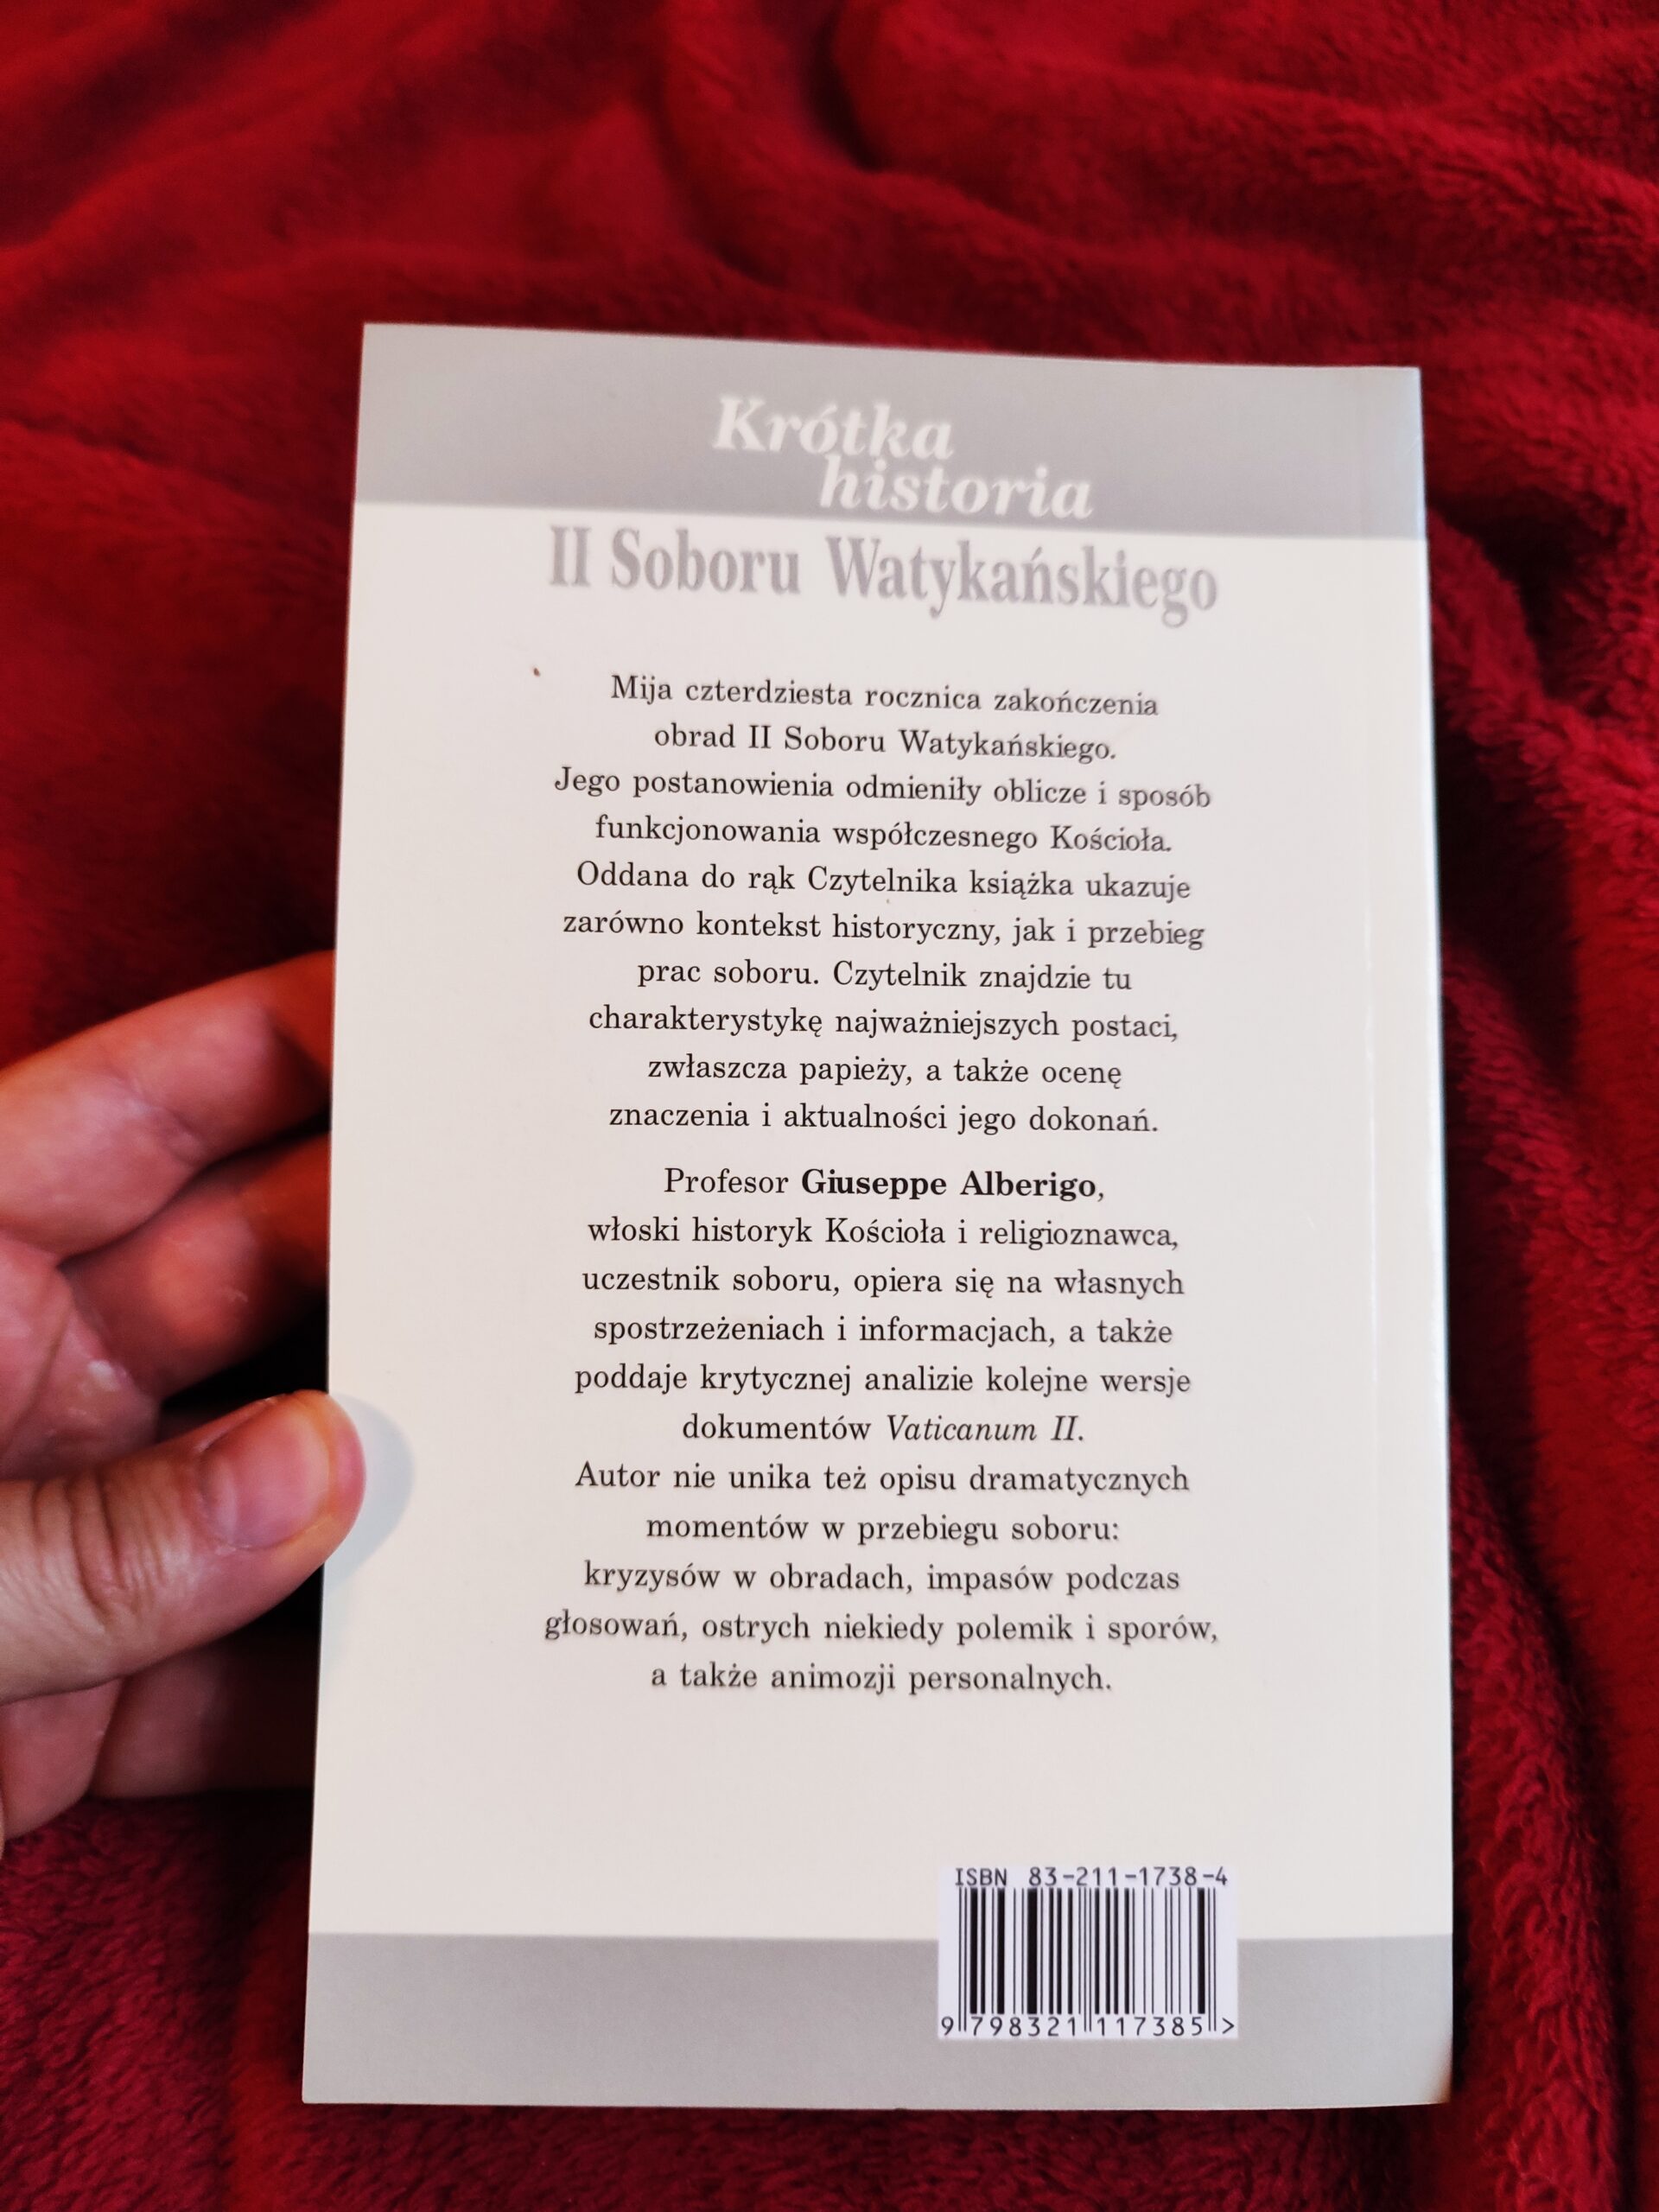 Krótka
historia
II Soboru Watykańskiego
Mija czterdziesta rocznica zakończenia
obrad II Soboru Watykańskiego.
Jego postanowienia odmieniły oblicze i sposób
funkcjonowania współczesnego Kościoła.
Oddana do rąk Czytelnika książka ukazuje
zarówno kontekst historyczny, jak i przebieg
prac soboru. Czytelnik znajdzie tu
charakterystykę najważniejszych postaci,
zwłaszcza papieży, a także ocenę
znaczenia i aktualności jego dokonań.
Profesor Giuseppe Alberigo,
włoski historyk Kościoła i religioznawca,
uczestnik soboru, opiera się na własnych
spostrzeżeniach i informacjach, a także
poddaje krytycznej analizie kolejne wersje
dokumentów Vaticanum II.
Autor nie unika też opisu dramatycznych
momentów w przebiegu soboru:
kryzysów w obradach, impasów podczas
głosowań, ostrych niekiedy polemik i sporów,
a także animozji personalnych.
ISBN 83-211-1738-4
9 798321 117385 >